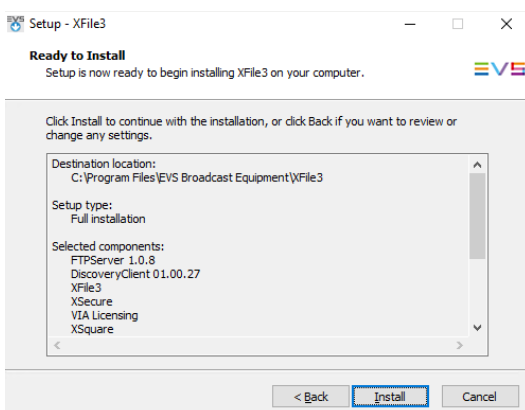 EVS
Setup - XFile3
Ready to Install
Setup is now ready to begin installing XFile3 on your computer.
EVS
Click Install to continue with the installation, or click Back if you want to review or
change any settings.
Destination location:
C:\Program Files\EVS Broadcast Equipment\XFile3
Setup type:
Full installation
Selected components:
FTPServer 1.0.8
DiscoveryClient 01.00.27
XFile3
XSecure
VIA Licensing
XSquare
< Back
Install
Cancel